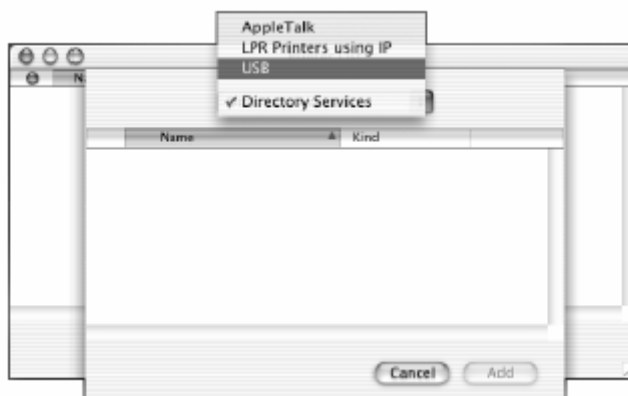 AppleTalk
LPR Printers using IP
USB
✓ Directory Services
N
Name Kind
Cancel Add